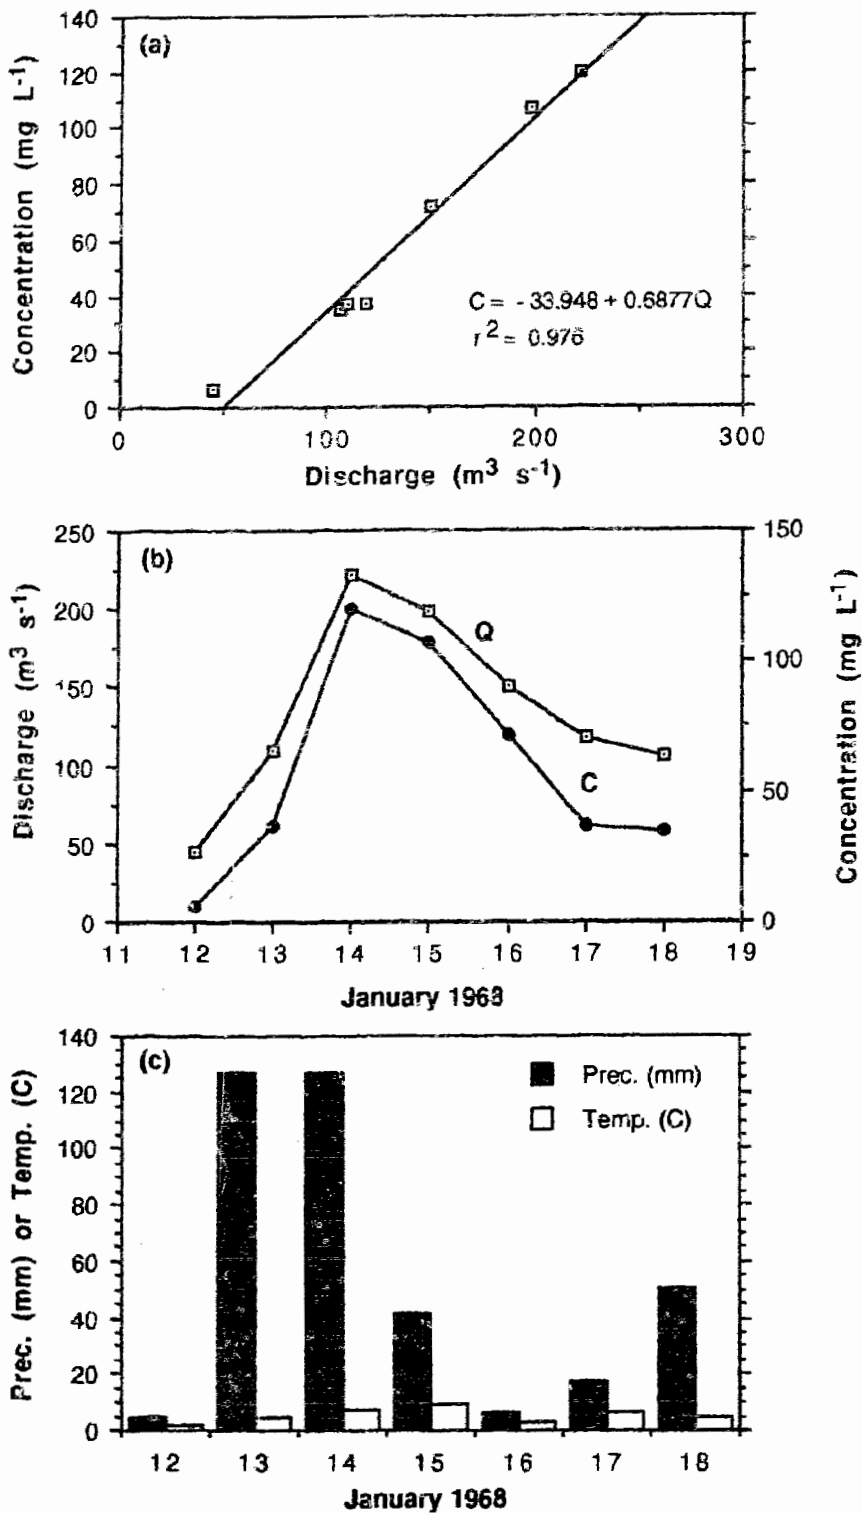 140
(a)
120
100
80
60
40
20
0
Concentration (mg L-1)
C = - 33.948 + 0.6877Q
r2 = 0.976
0 100 200 300
Discharge (m3 s-1)
250
(b)
200
150
100
50
0
Discharge (m3 s-1)
Q
C
150
100
50
0
Concentration (mg L-1)
11 12 13 14 15 16 17 18 19
January 1968
140
(c)
120
100
80
60
40
20
0
Prec. (mm) or Temp. (C)
Prec. (mm)
Temp. (C)
12 13 14 15 16 17 18
January 1968